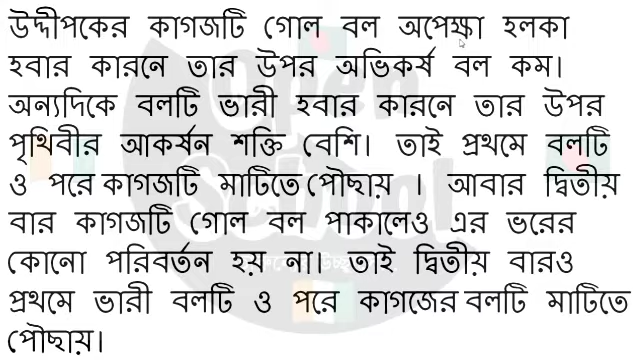 উদ্দীপকের কাগজটি গোল বল অপেক্ষা হলকা
হবার কারনে তার উপর অভিকর্ষ বল কম।
অন্যদিকে বলটি ভারী হবার কারনে তার উপর
পৃথিবীর আকর্ষন শক্তি বেশি। তাই প্রথমে বলটি
ও পরে কাগজটি মাটিতে পৌছায় । আবার দ্বিতীয়
বার কাগজটি গোল বল পাকালেও এর ভরের
কোনো পরিবর্তন হয় না। তাই দ্বিতীয় বারও
প্রথমে ভারী বলটি ও পরে কাগজের বলটি মাটিতে
পৌছায়।
Open
School